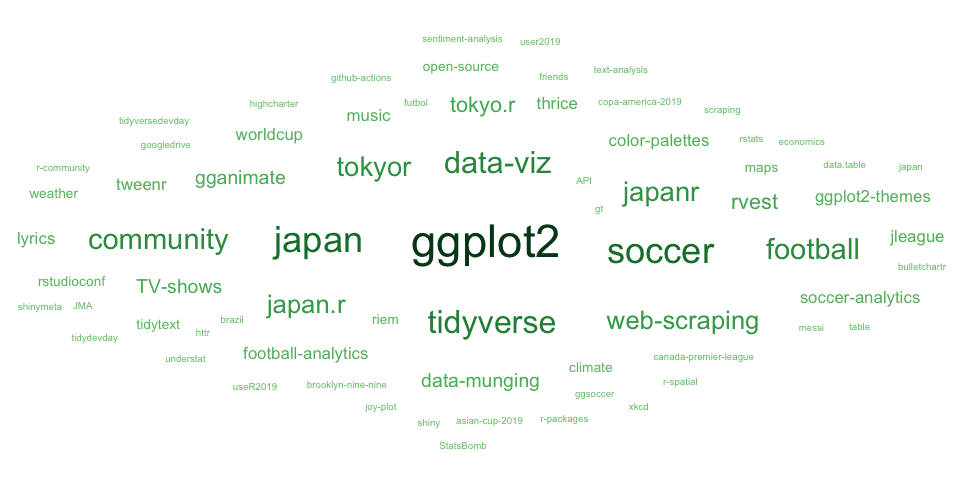 sentiment-analysis user2019
open-source
github-actions friends text-analysis
highcharter music futbol tokyo.r thrice copa-america-2019 scraping
tidyversedevday worldcup color-palettes rstats economics
googledrive
r-community tokyor data-viz maps data.table japan
weather tweenr gganimate API japanr rvest ggplot2-themes
gt
lyrics community japan ggplot2 soccer football jleague
bulletchartr
rstudioconf TV-shows soccer-analytics
shinymeta JMA japan.r
brazil riem tidyverse web-scraping messi table
tidydevday tidytext httr
understat football-analytics canada-premier-league
climate
useR2019 brooklyn-nine-nine data-munging r-spatial
ggsoccer
joy-plot xkcd
shiny asian-cup-2019 r-packages
StatsBomb